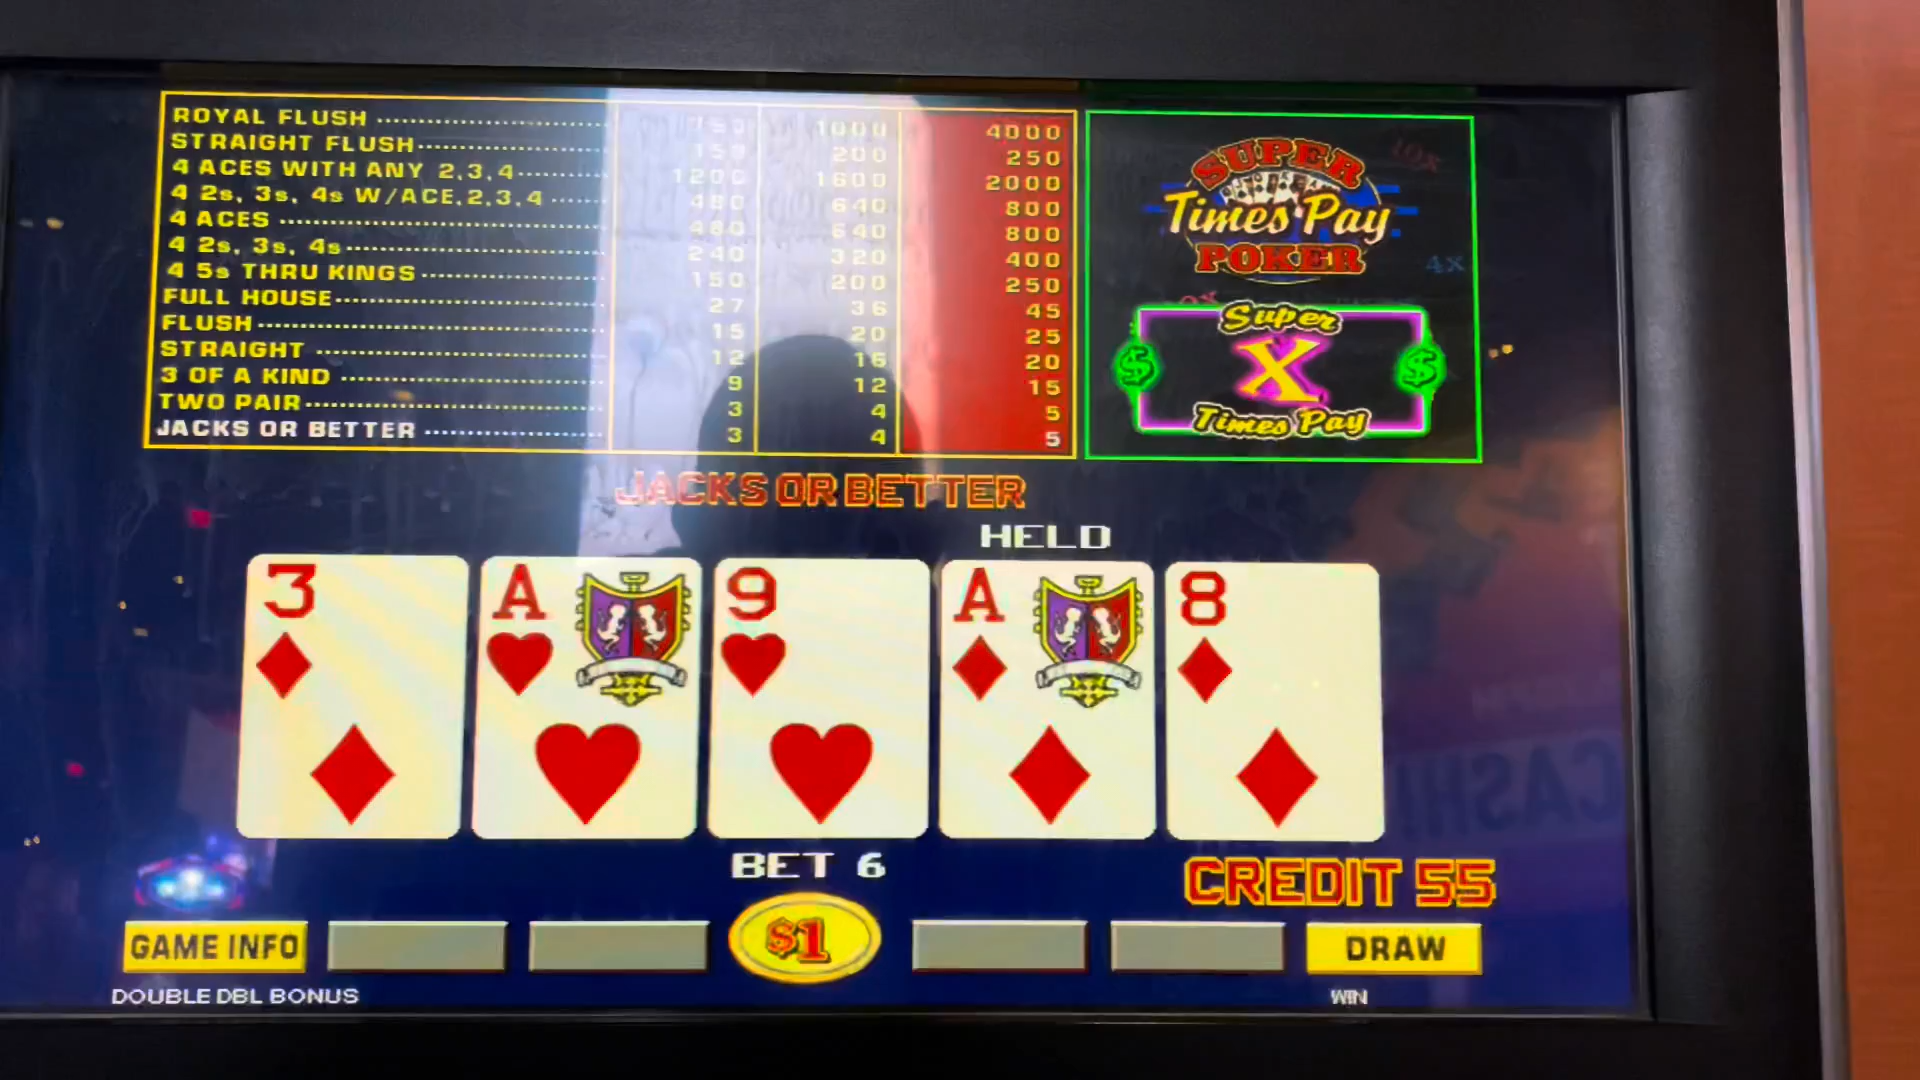 ROYAL FLUSH 750 1000 4000
STRAIGHT FLUSH 150 200 250
4 ACES WITH ANY 2,3,4 1200 1600 2000
4 2s, 3s, 4s W/ACE,2,3,4 480 640 800
4 ACES 480 640 800
4 2s, 3s, 4s 240 320 400
4 5s THRU KINGS 150 200 250
FULL HOUSE 27 36 45
FLUSH 15 20 25
STRAIGHT 12 16 20
3 OF A KIND 9 12 15
TWO PAIR 3 4 5
JACKS OR BETTER 3 4 5
SUPER
Times Pay
POKER
10X
4X
Super
X
Times Pay
$ $
JACKS OR BETTER
HELD
3 A 9 A 8
BET 6
CREDIT 55
GAME INFO
$1
DRAW
DOUBLE DBL BONUS
WIN
CASH!